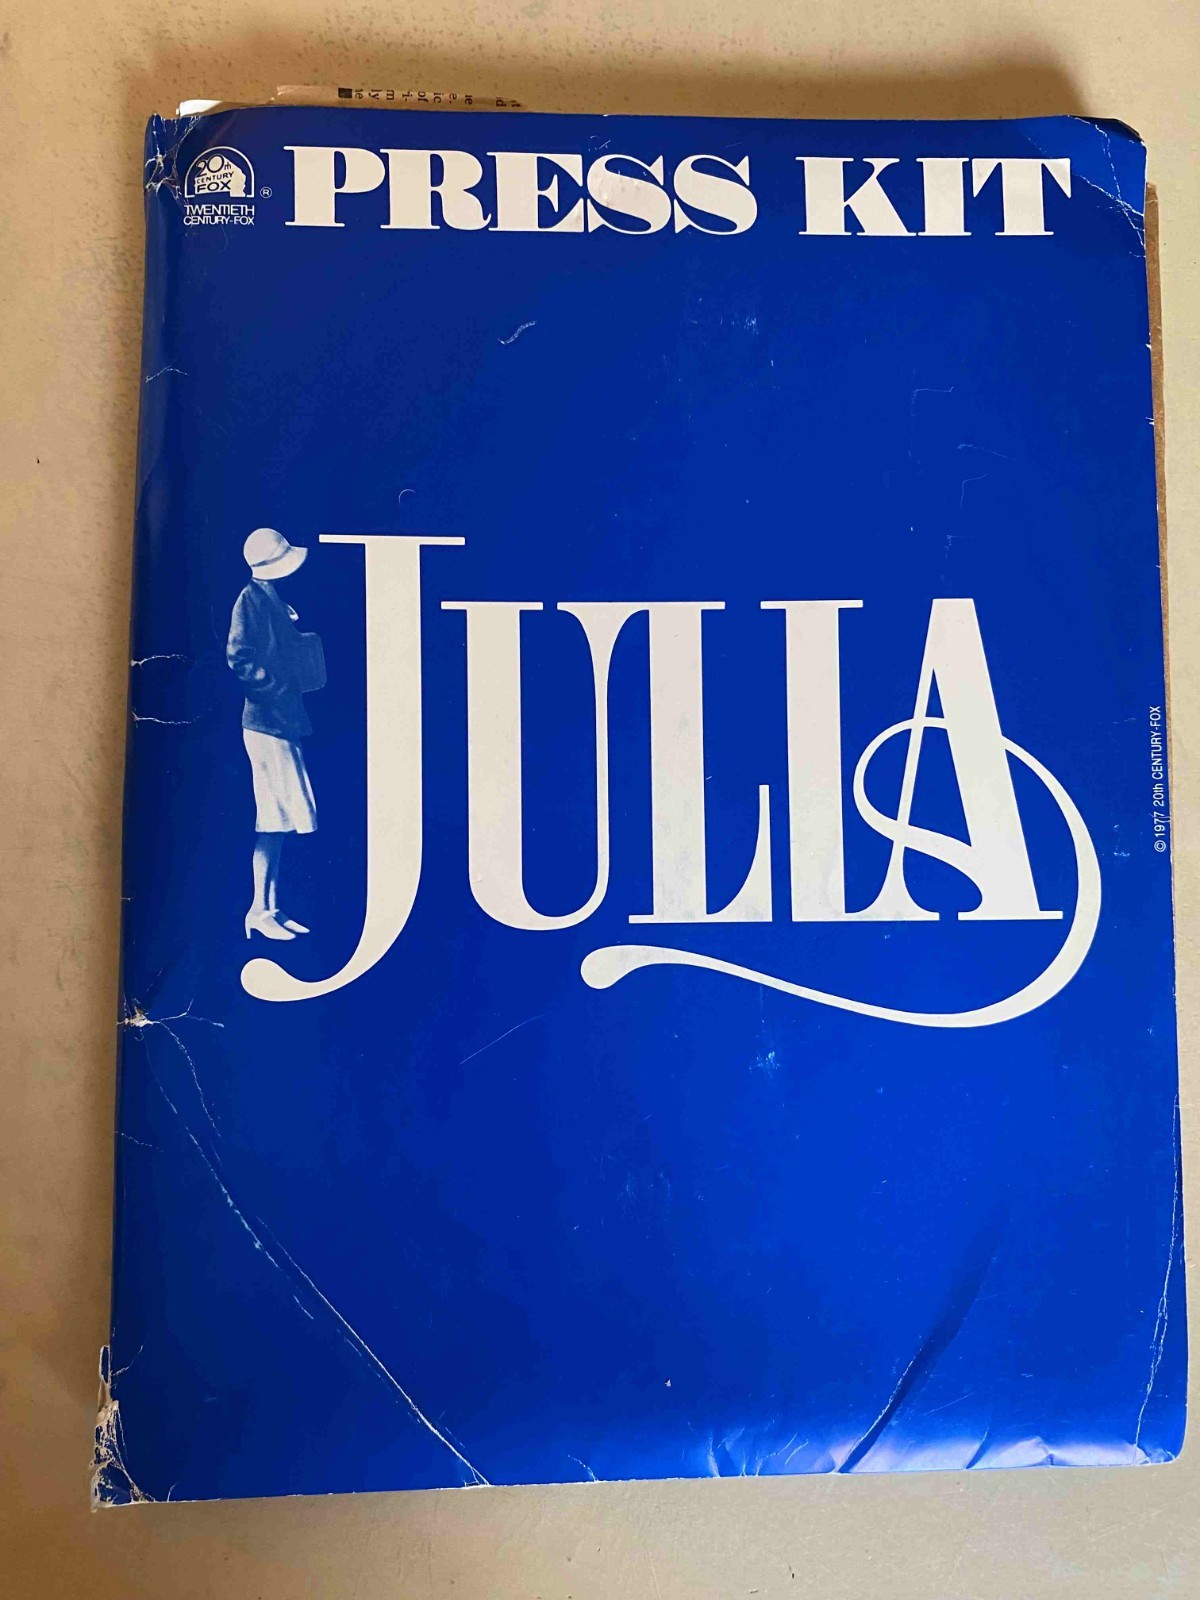 20th
CENTURY
FOX
®
TWENTIETH
CENTURY-FOX
PRESS KIT
JULIA
© 1977 20th CENTURY-FOX